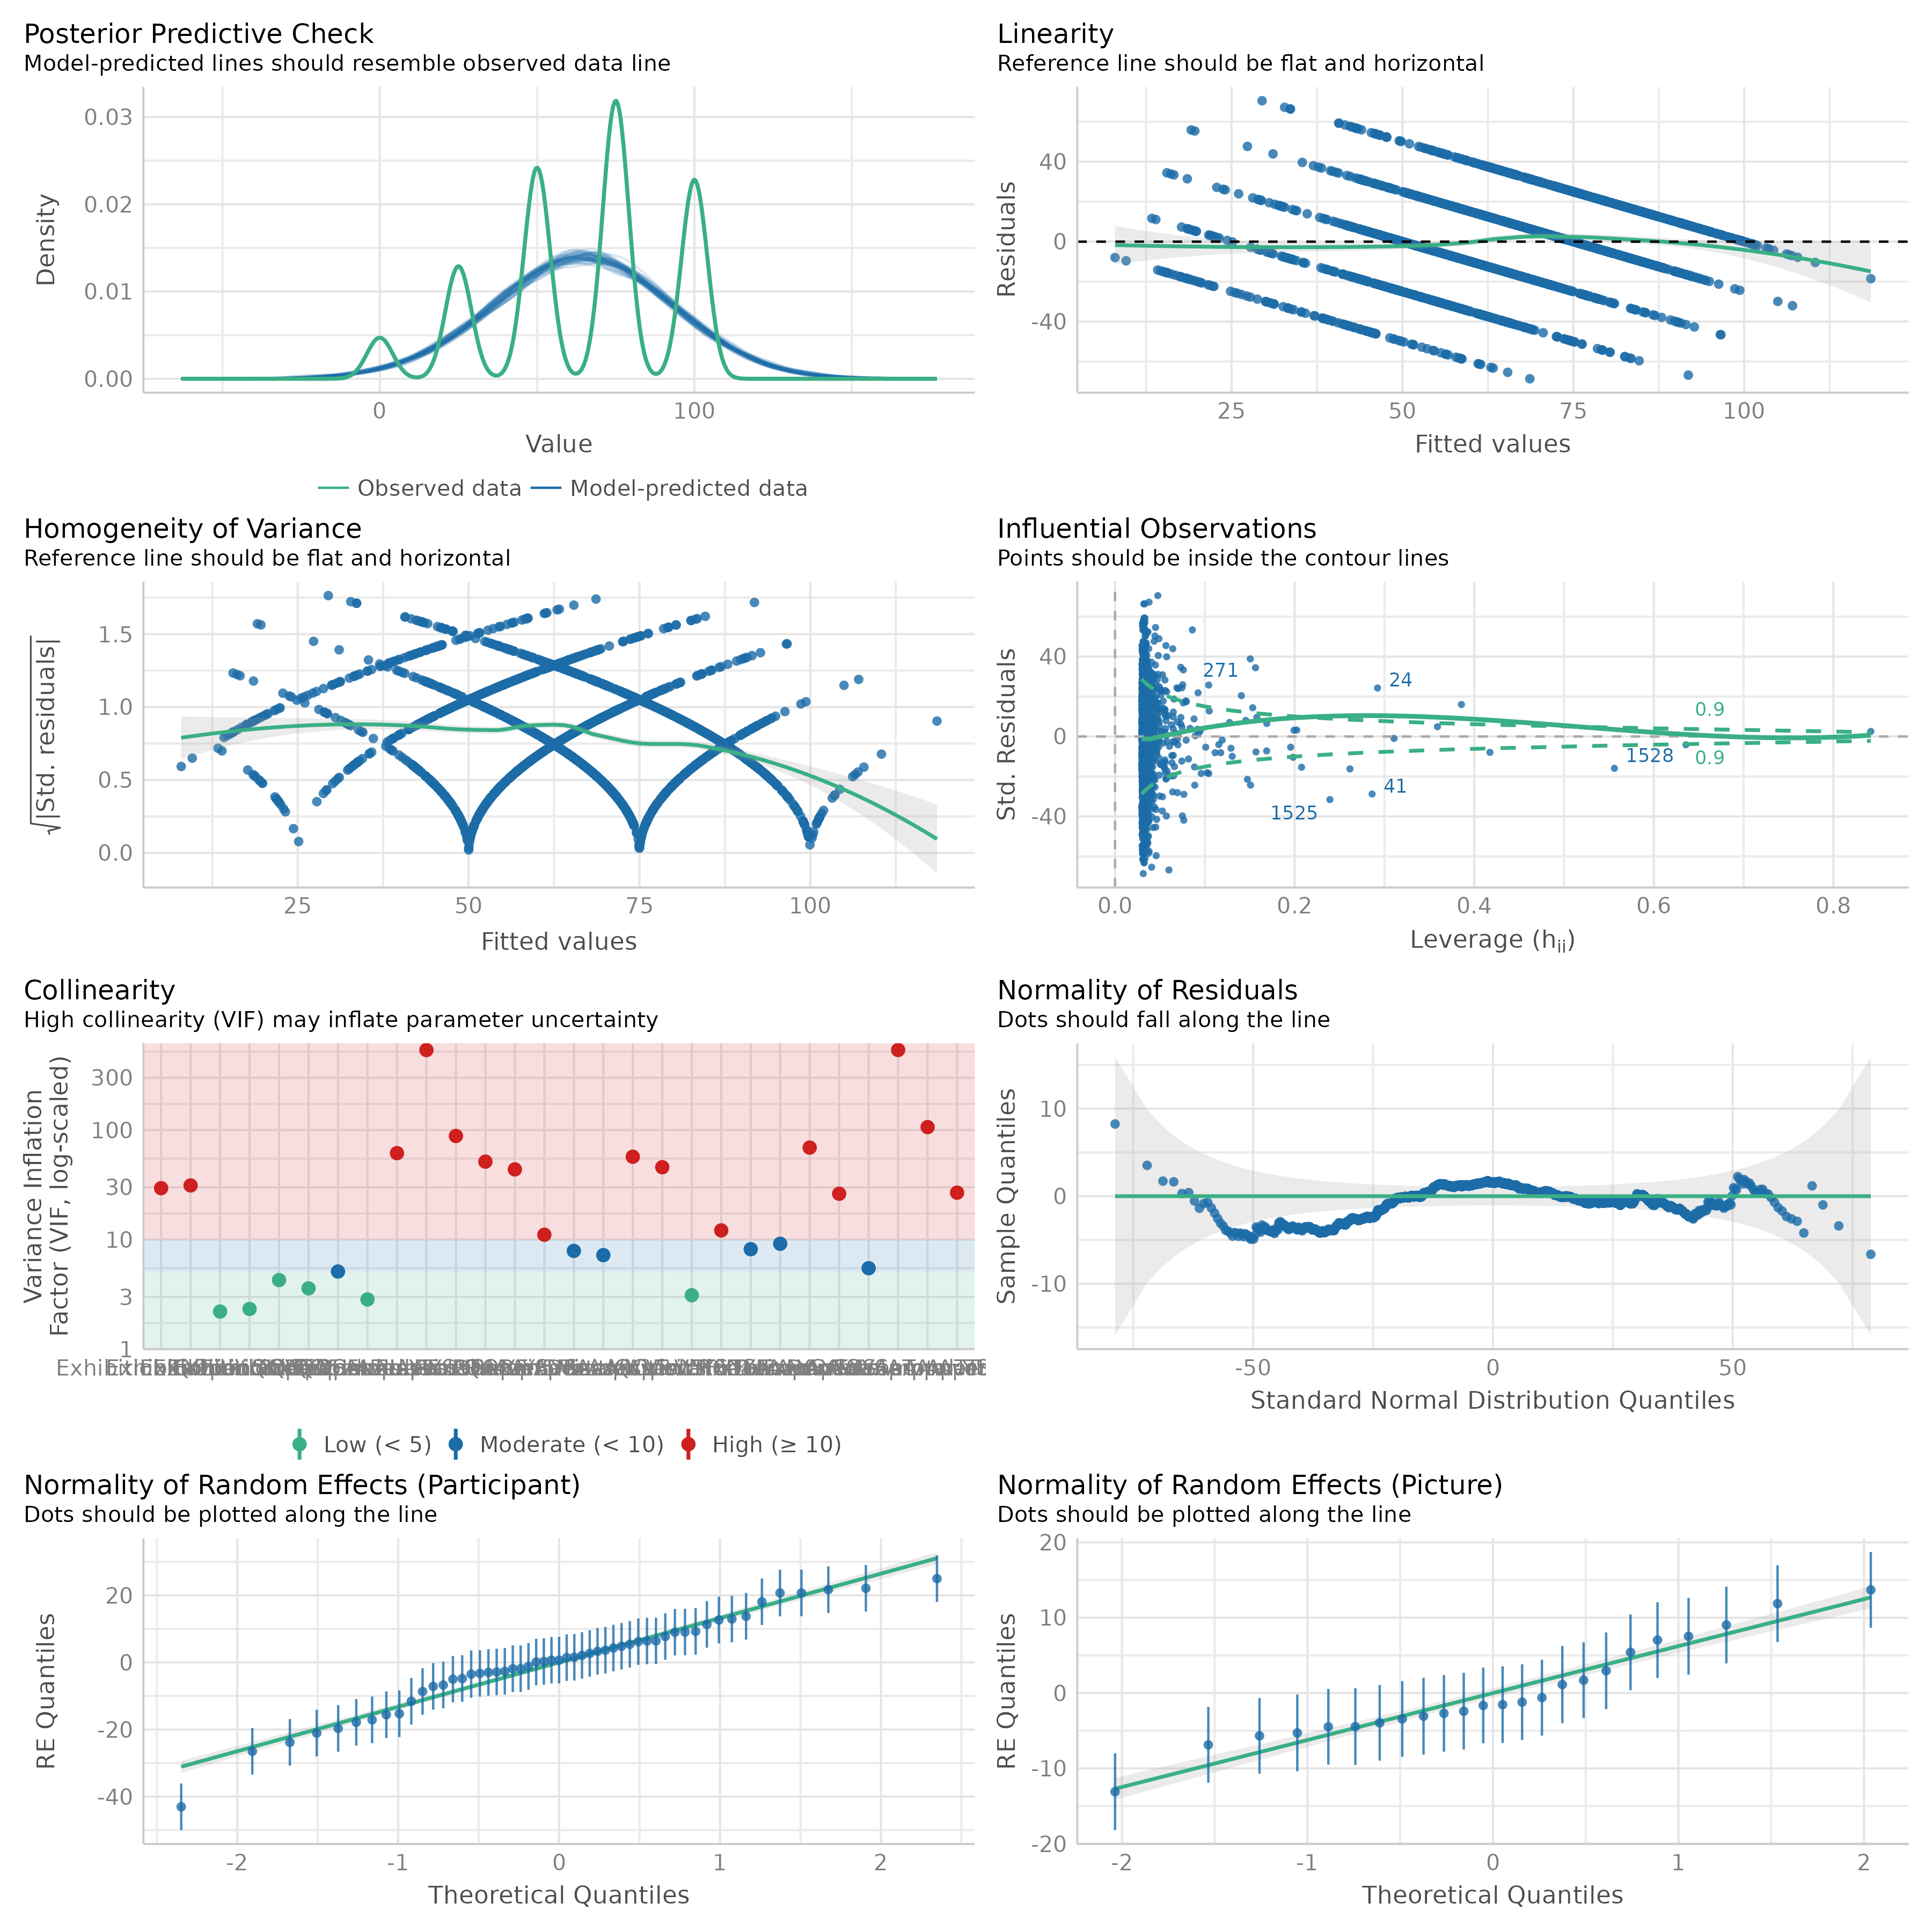 Posterior Predictive Check
Model-predicted lines should resemble observed data line
0.03
0.02
0.01
0.00
Density
0
100
Value
Observed data
Model-predicted data
Linearity
Reference line should be flat and horizontal
40
0
-40
Residuals
25
50
75
100
Fitted values
Homogeneity of Variance
Reference line should be flat and horizontal
1.5
1.0
0.5
0.0
√|Std. residuals|
25
50
75
100
Fitted values
Influential Observations
Points should be inside the contour lines
40
0
-40
Std. Residuals
271
24
0.9
1528
0.9
41
1525
0.0
0.2
0.4
0.6
0.8
Leverage (hii)
Collinearity
High collinearity (VIF) may inflate parameter uncertainty
300
100
30
10
3
1
Variance Inflation
Factor (VIF, log-scaled)
Low (< 5)
Moderate (< 10)
High (≥ 10)
Normality of Residuals
Dots should fall along the line
10
0
-10
Sample Quantiles
-50
0
50
Standard Normal Distribution Quantiles
Normality of Random Effects (Participant)
Dots should be plotted along the line
20
0
-20
-40
RE Quantiles
-2
-1
0
1
2
Theoretical Quantiles
Normality of Random Effects (Picture)
Dots should be plotted along the line
20
10
0
-10
-20
RE Quantiles
-2
-1
0
1
2
Theoretical Quantiles